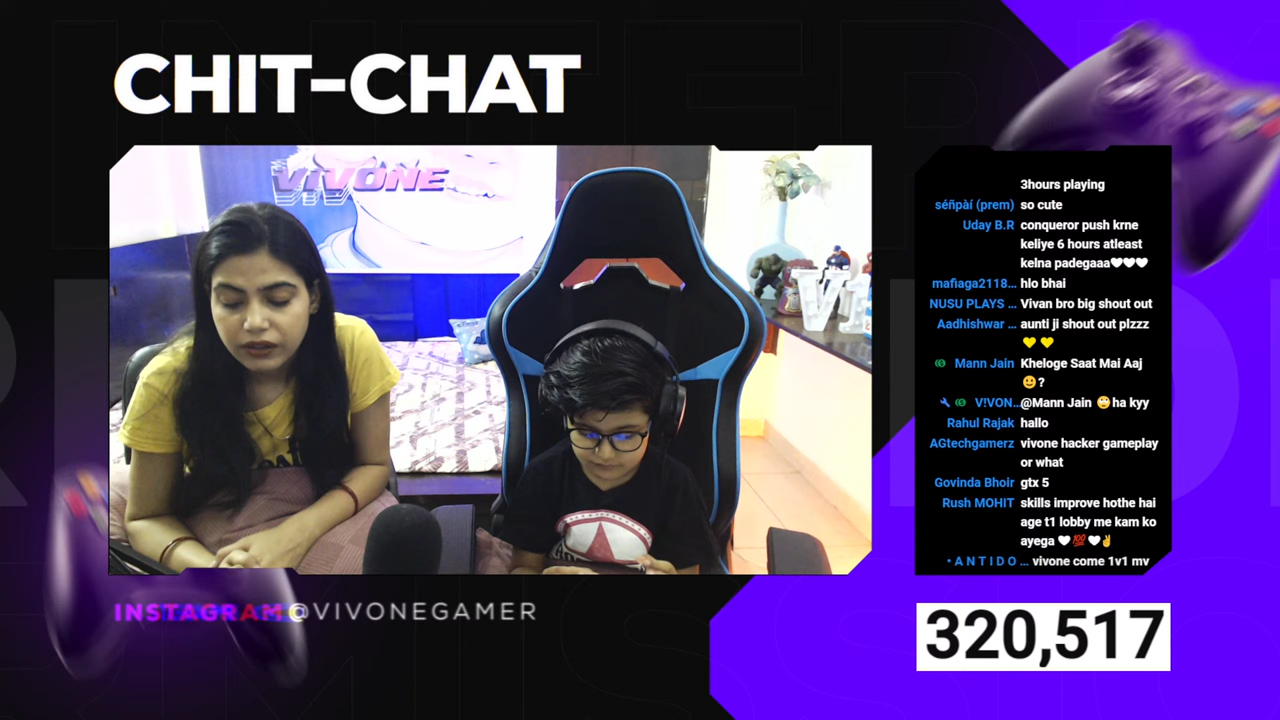 CHIT-CHAT
VIVONE
3hours playing
séñpàí (prem) so cute
Uday B.R conqueror push krne
keliye 6 hours atleast
kelna padegaaa🤍🤍🤍
mafiaga2118... hlo bhai
NUSU PLAYS ... Vivan bro big shout out
Aadhishwar ... aunti ji shout out plzzz
💛 💛
Mann Jain Kheloge Saat Mai Aaj
😃?
V!VON... @Mann Jain 🙄ha kyy
Rahul Rajak hallo
AGtechgamerz vivone hacker gameplay
or what
Govinda Bhoir gtx 5
Rush MOHIT skills improve hothe hai
age t1 lobby me kam ko
ayega 🤍💯🤍✌
• A N T I D O ... vivone come 1v1 mv
INSTAGRAM @VIVONEGAMER
320,517